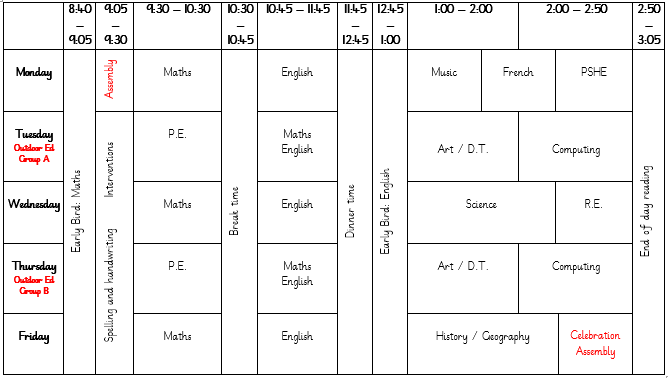 8:40 – 9:05
9:05 – 9:30
9:30 – 10:30
10:30 – 10:45
10:45 – 11:45
11:45 – 12:45
12:45 – 1:00
1:00 – 2:00
2:00 – 2:50
2:50 – 3:05
Early Bird: Maths
Break time
Dinner time
Early Bird: English
End of day reading
Monday
Assembly
Maths
English
Music
French
PSHE
Spelling and handwriting
Interventions
Tuesday
Outdoor Ed
Group A
P.E.
Maths
English
Art / D.T.
Computing
Wednesday
Maths
English
Science
R.E.
Thursday
Outdoor Ed
Group B
P.E.
Maths
English
Art / D.T.
Computing
Friday
Maths
English
History / Geography
Celebration
Assembly